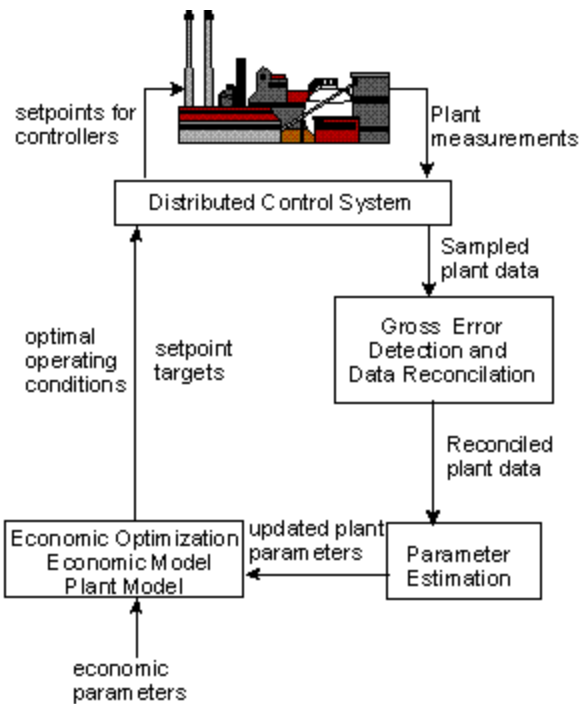 setpoints for
controllers
Plant
measurements
Distributed Control System
Sampled
plant data
optimal
operating
conditions
setpoint
targets
Gross Error
Detection and
Data Reconcilation
Reconciled
plant data
Economic Optimization
Economic Model
Plant Model
updated plant
parameters
Parameter
Estimation
economic
parameters